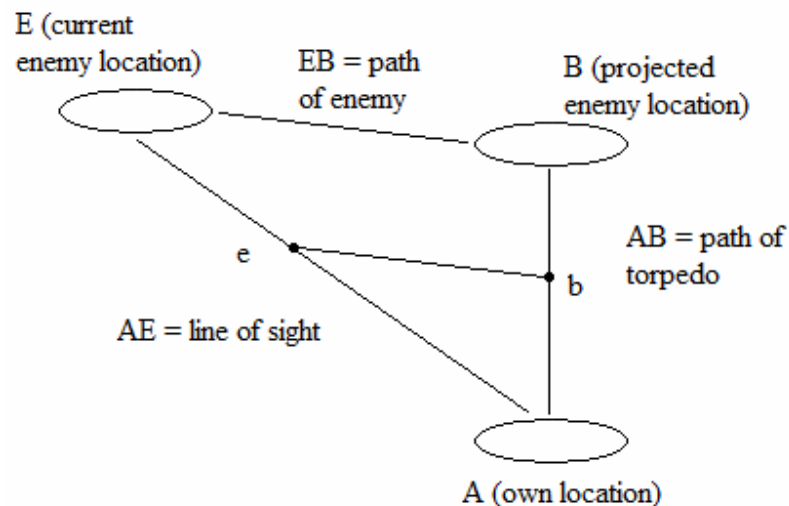 E (current
enemy location)
EB = path
of enemy
B (projected
enemy location)
e
b
AB = path of
torpedo
AE = line of sight
A (own location)